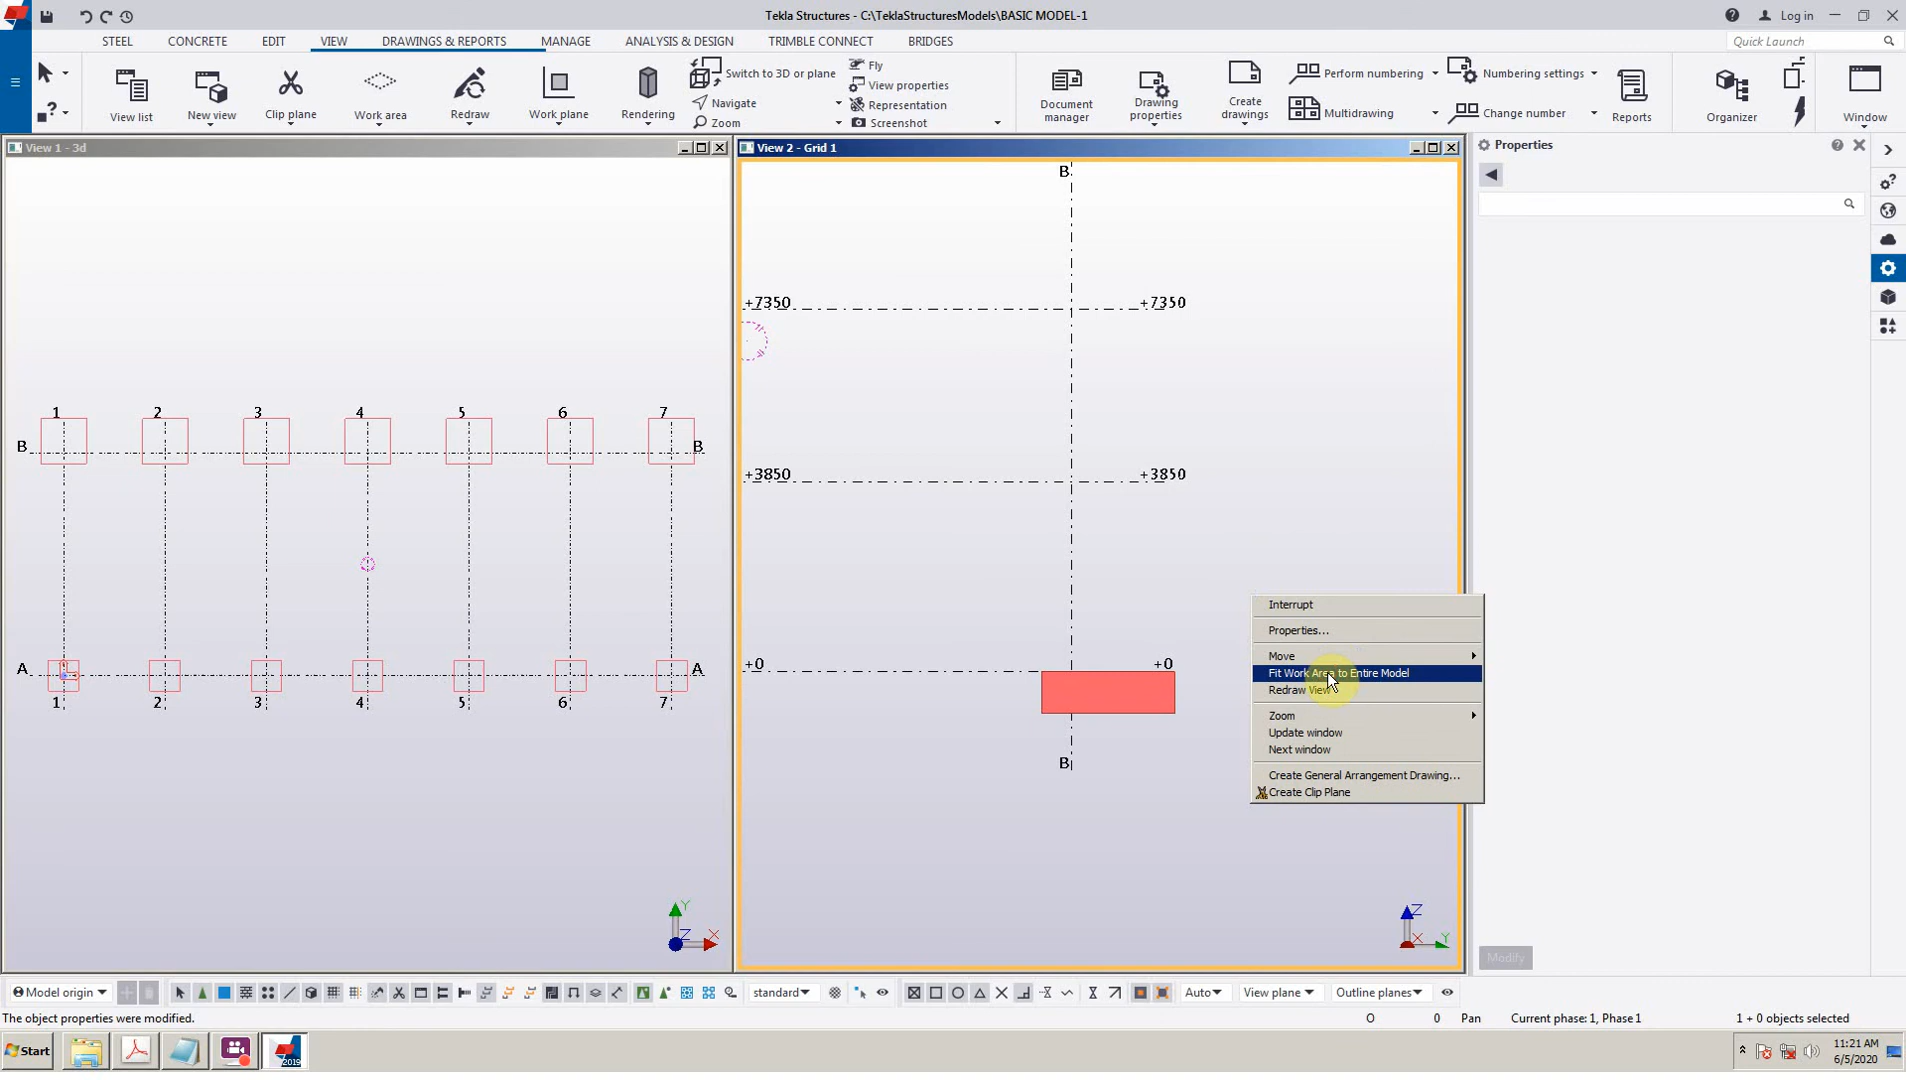 Tekla Structures - C:\TeklaStructuresModels\BASIC MODEL-1
Log in
STEEL CONCRETE EDIT VIEW DRAWINGS & REPORTS MANAGE ANALYSIS & DESIGN TRIMBLE CONNECT BRIDGES
Quick Launch
View list
New view
Clip plane
Work area
Redraw
Work plane
Rendering
Switch to 3D or plane
Navigate
Zoom
Fly
View properties
Representation
Screenshot
Document manager
Drawing properties
Create drawings
Perform numbering
Multidrawing
Numbering settings
Change number
Reports
Organizer
Window
View 1 - 3d
1 2 3 4 5 6 7
B B
A A
1 2 3 4 5 6 7
Y
Z X
View 2 - Grid 1
B
+7350 +7350
+3850 +3850
+0 +0
B
Z
X Y
Interrupt
Properties...
Move
Fit Work Area to Entire Model
Redraw View
Zoom
Update window
Next window
Create General Arrangement Drawing...
Create Clip Plane
Properties
Modify
Model origin
standard
Auto
View plane
Outline planes
The object properties were modified.
O 0 Pan Current phase: 1, Phase 1 1 + 0 objects selected
Start
2019
11:21 AM
6/5/2020